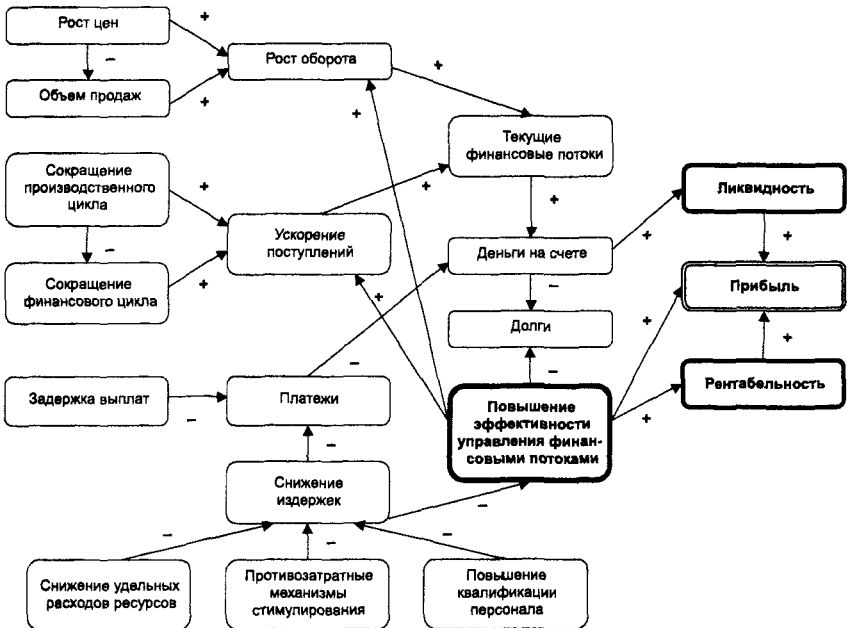 Рост цен
+
–
Рост оборота
+
Объем продаж
+
+
Текущие
финансовые потоки
Сокращение
производственного
цикла
+
+
Ликвидность
+
–
Ускорение
поступлений
Деньги на счете
+
+
Сокращение
финансового цикла
+
+
–
Прибыль
Долги
+
+
–
–
Задержка выплат
–
Платежи
Повышение
эффективности
управления финан-
совыми потоками
+
Рентабельность
–
Снижение
издержек
–
–
–
–
Снижение удельных
расходов ресурсов
Противозатратные
механизмы
стимулирования
Повышение
квалификации
персонала